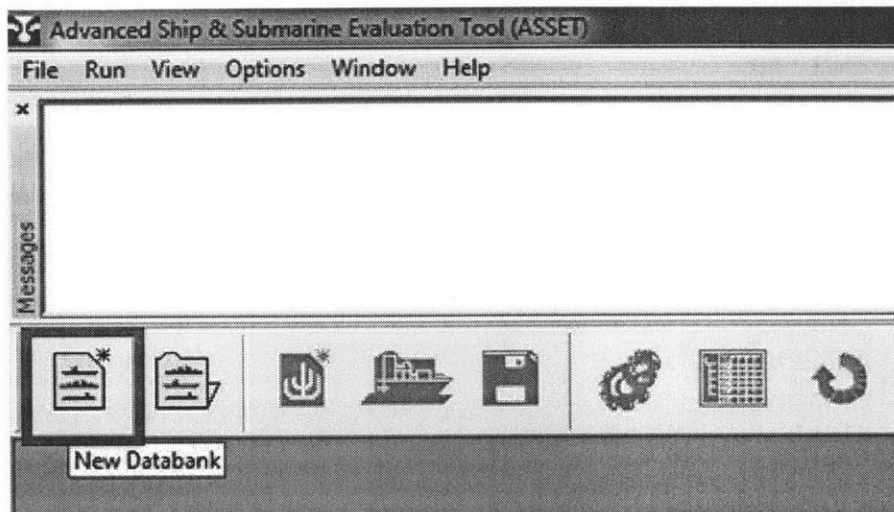 Advanced Ship & Submarine Evaluation Tool (ASSET)
File Run View Options Window Help
Messages
New Databank